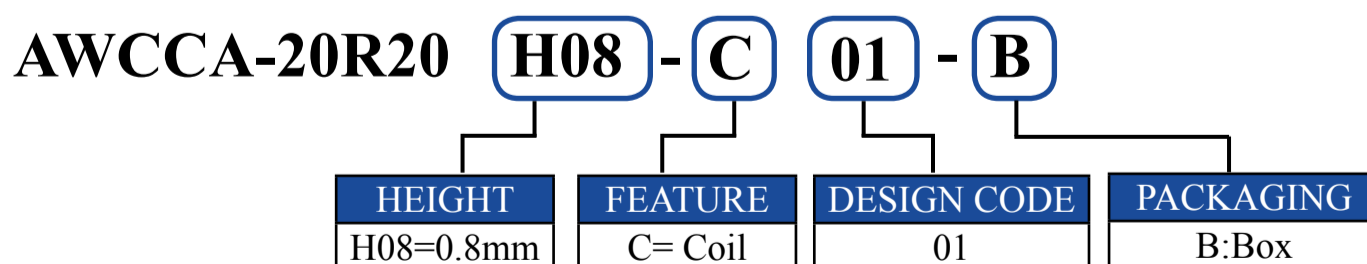 AWCCA-20R20 H08 - C 01 - B
HEIGHT FEATURE DESIGN CODE PACKAGING
H08=0.8mm C= Coil 01 B:Box